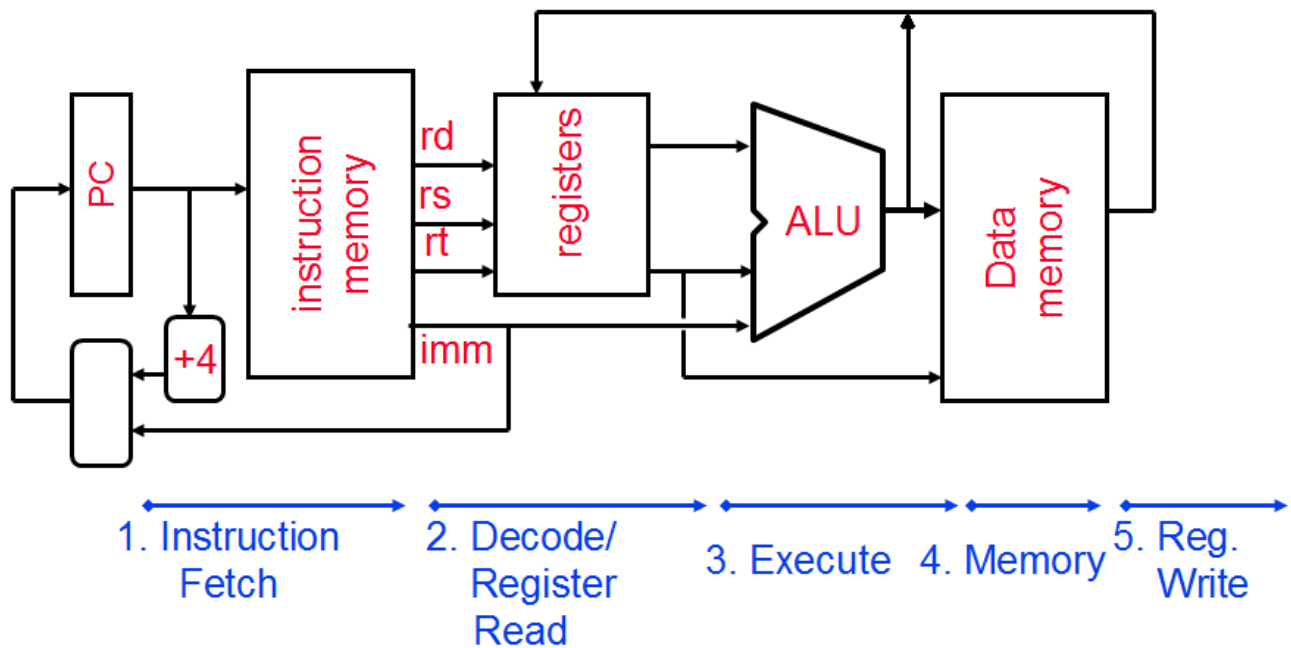 PC
+4
instruction
memory
rd
rs
rt
imm
registers
ALU
Data
memory
1. Instruction
Fetch
2. Decode/
Register
Read
3. Execute
4. Memory
5. Reg.
Write